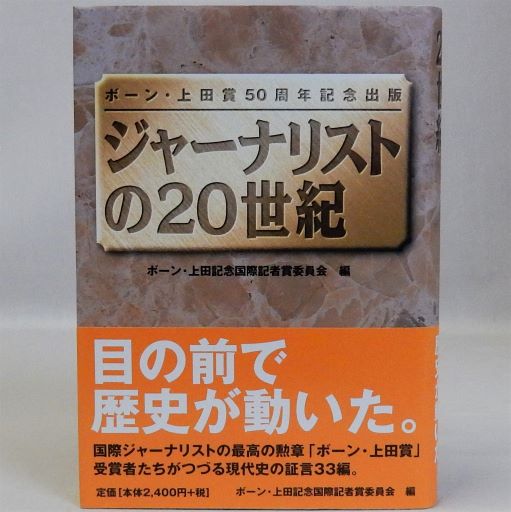 ボーン・上田賞50周年記念出版
ジャーナリスト
の20世紀
ボーン・上田記念国際記者賞委員会 編
目の前で
歴史が動いた。
国際ジャーナリストの最高の勲章「ボーン・上田賞」
受賞者たちがつづる現代史の証言33編。
定価[本体2,400円+税] ボーン・上田記念国際記者賞委員会 編